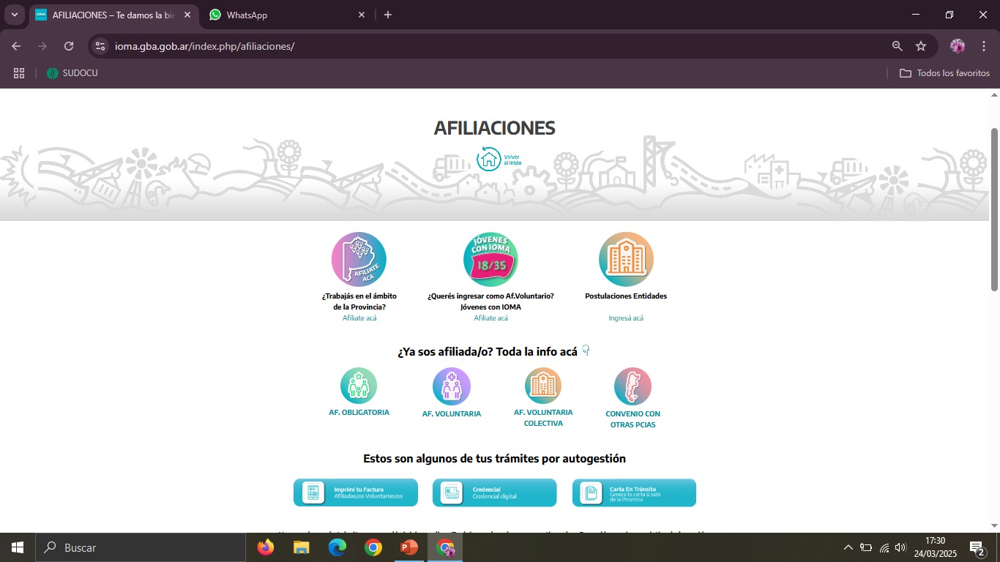 IOMA
AFILIACIONES – Te damos la bie
WhatsApp
ioma.gba.gob.ar/index.php/afiliaciones/
SUDOCU
Todos los favoritos
AFILIACIONES
Volver
al inicio
AFILIATE
ACÁ
JÓVENES
CON IOMA
18/35
¿Trabajás en el ámbito
de la Provincia?
Afiliate acá
¿Querés ingresar como Af.Voluntario?
Jóvenes con IOMA
Afiliate acá
Postulaciones Entidades
Ingresá acá
¿Ya sos afiliada/o? Toda la info acá
AF. OBLIGATORIA
AF. VOLUNTARIA
AF. VOLUNTARIA
COLECTIVA
CONVENIO CON
OTRAS PCIAS
Estos son algunos de tus trámites por autogestión
Imprimí tu Factura
Afiliadas/os Voluntarias/os
Credencial
Credencial digital
Carta En Tránsito
Generá tu carta si salís
de la Provincia
Buscar
17:30
24/03/2025
2